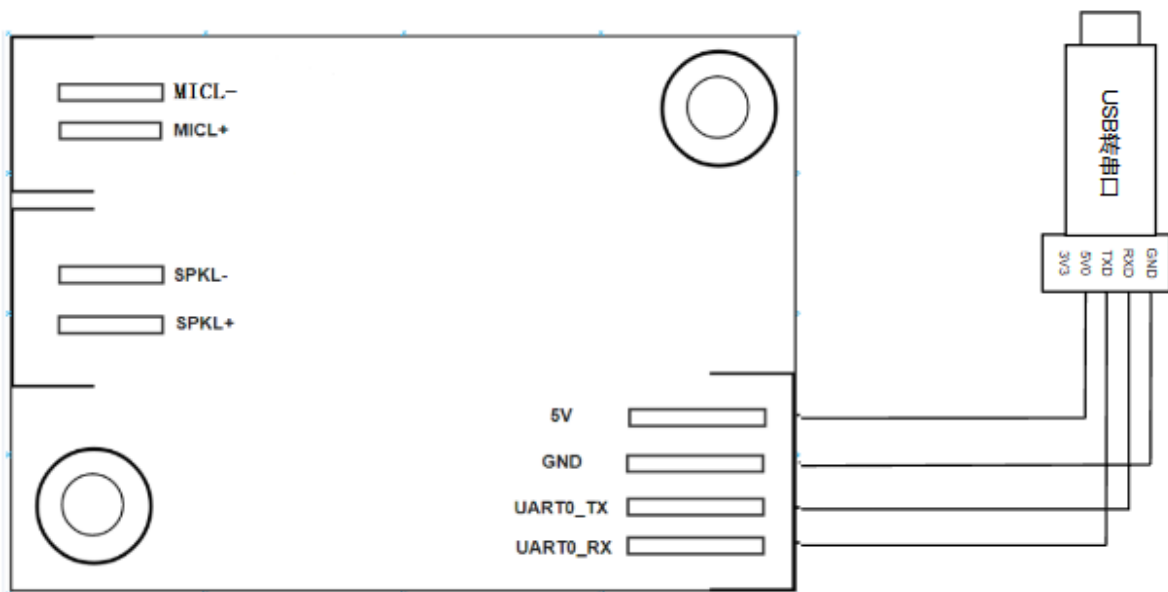 MICL-
MICL+
SPKL-
SPKL+
5V
GND
UART0_TX
UART0_RX
USB转串口
3V3
5V0
TXD
RXD
GND